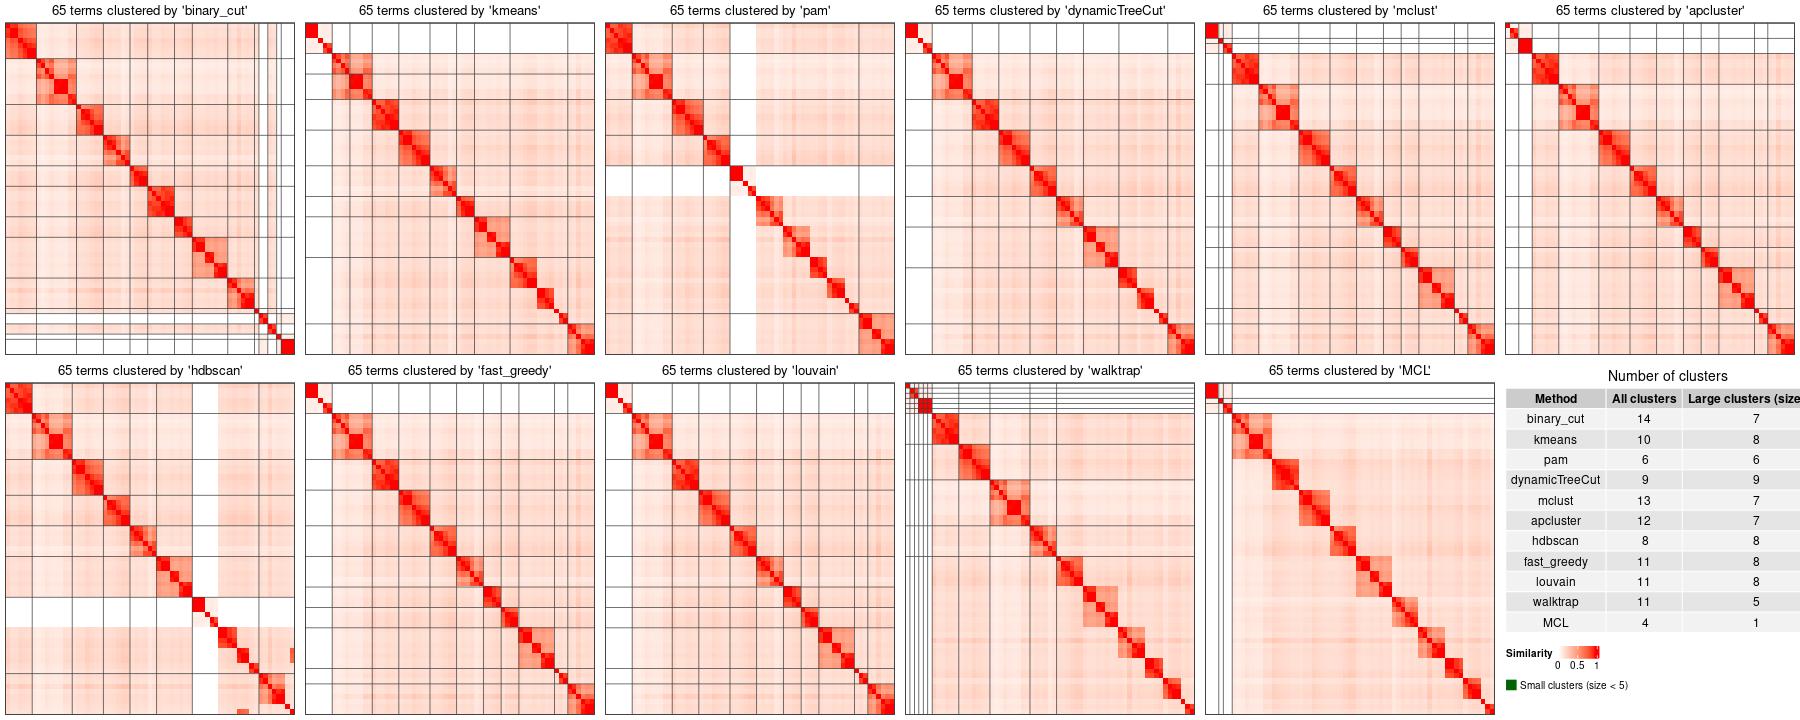 65 terms clustered by 'binary_cut'
65 terms clustered by 'kmeans'
65 terms clustered by 'pam'
65 terms clustered by 'dynamicTreeCut'
65 terms clustered by 'mclust'
65 terms clustered by 'apcluster'
65 terms clustered by 'hdbscan'
65 terms clustered by 'fast_greedy'
65 terms clustered by 'louvain'
65 terms clustered by 'walktrap'
65 terms clustered by 'MCL'
Number of clusters
Method All clusters Large clusters (size
binary_cut 14 7
kmeans 10 8
pam 6 6
dynamicTreeCut 9 9
mclust 13 7
apcluster 12 7
hdbscan 8 8
fast_greedy 11 8
louvain 11 8
walktrap 11 5
MCL 4 1
Similarity
0 0.5 1
Small clusters (size < 5)